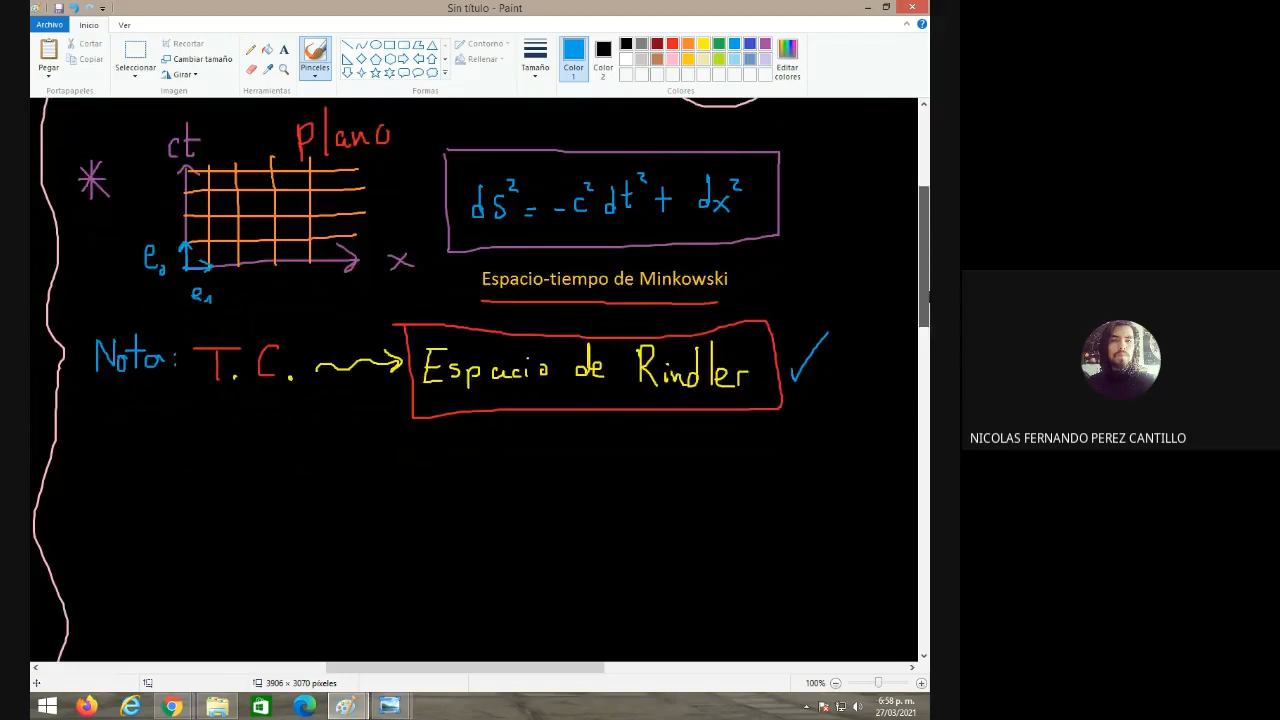 Sin título - Paint
Archivo Inicio Ver
Pegar
Cortar
Copiar
Portapapeles
Seleccionar
Recortar
Cambiar tamaño
Girar
Imagen
A
Herramientas
Pinceles
Contorno
Rellenar
Formas
Tamaño
Color 1
Color 2
Editar colores
Colores
ct
plano
* 
e₀
e₁
x
ds² = -c²dt² + dx²
Espacio-tiempo de Minkowski
Nota: T. C. Espacio de Rindler
NICOLAS FERNANDO PEREZ CANTILLO
3906 × 3070 píxeles
100%
6:58 p. m.
27/03/2021